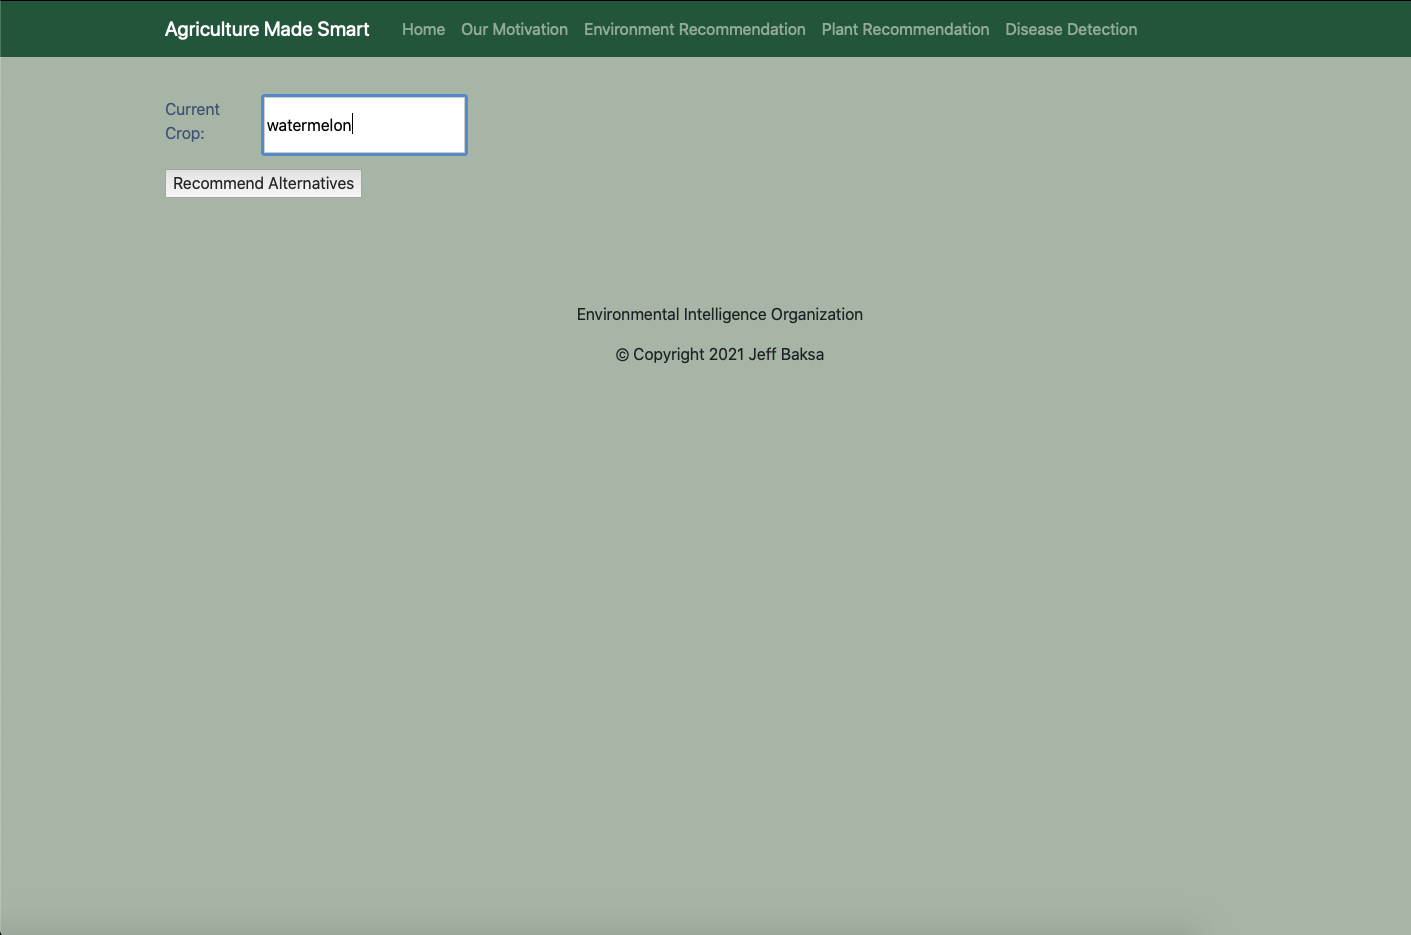 Agriculture Made Smart Home Our Motivation Environment Recommendation Plant Recommendation Disease Detection
Current
Crop:
watermelon
Recommend Alternatives
Environmental Intelligence Organization
© Copyright 2021 Jeff Baksa